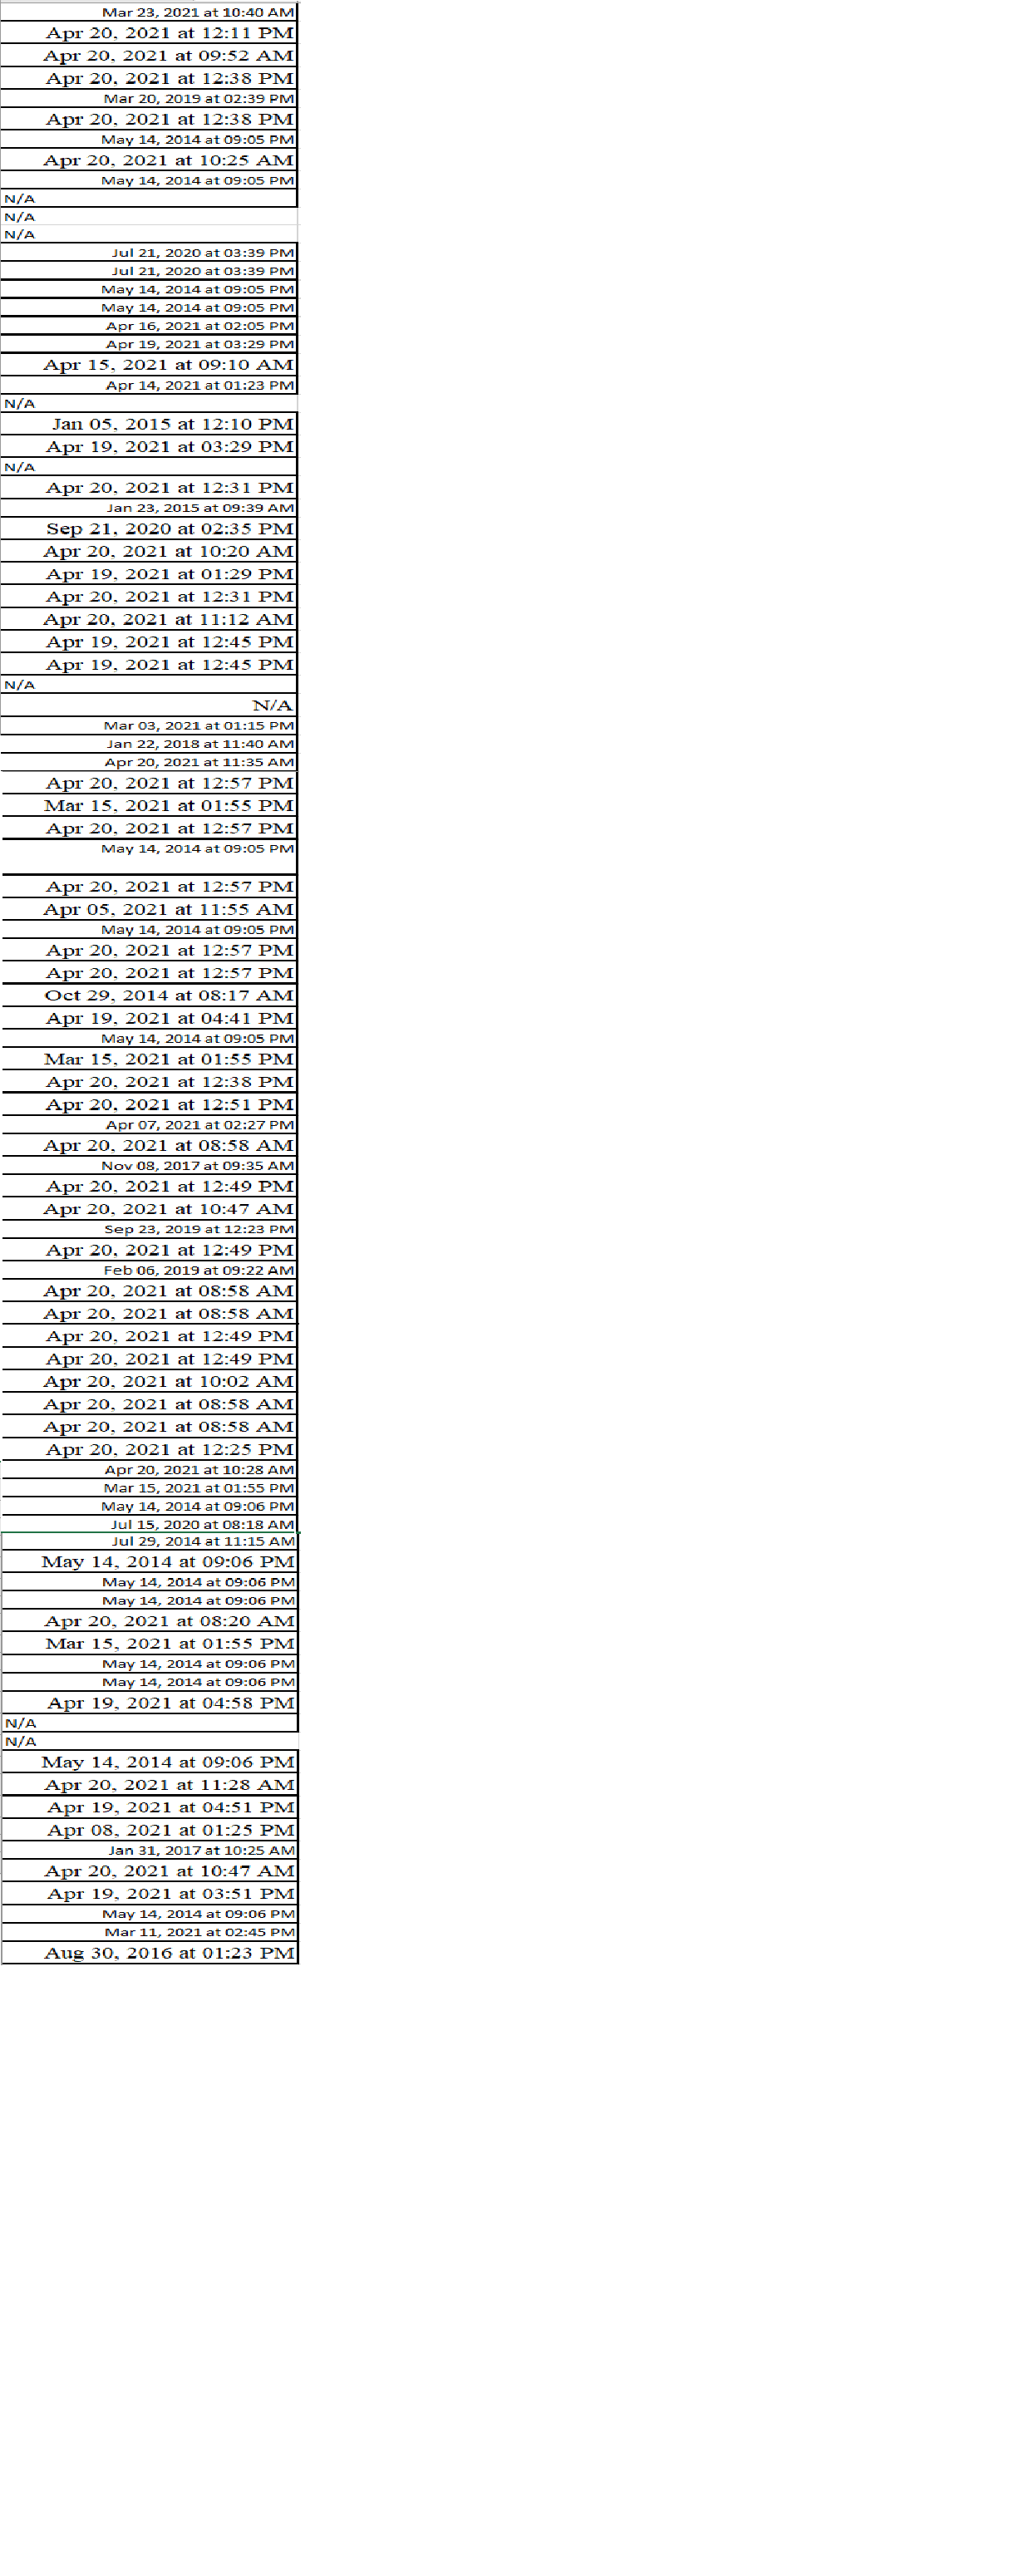 Mar 23, 2021 at 10:40 AM
Apr 20, 2021 at 12:11 PM
Apr 20, 2021 at 09:52 AM
Apr 20, 2021 at 12:38 PM
Mar 20, 2019 at 02:39 PM
Apr 20, 2021 at 12:38 PM
May 14, 2014 at 09:05 PM
Apr 20, 2021 at 10:25 AM
May 14, 2014 at 09:05 PM
N/A
N/A
N/A
Jul 21, 2020 at 03:39 PM
Jul 21, 2020 at 03:39 PM
May 14, 2014 at 09:05 PM
May 14, 2014 at 09:05 PM
Apr 16, 2021 at 02:05 PM
Apr 19, 2021 at 03:29 PM
Apr 15, 2021 at 09:10 AM
Apr 14, 2021 at 01:23 PM
N/A
Jan 05, 2015 at 12:10 PM
Apr 19, 2021 at 03:29 PM
N/A
Apr 20, 2021 at 12:31 PM
Jan 23, 2015 at 09:39 AM
Sep 21, 2020 at 02:35 PM
Apr 20, 2021 at 10:20 AM
Apr 19, 2021 at 01:29 PM
Apr 20, 2021 at 12:31 PM
Apr 20, 2021 at 11:12 AM
Apr 19, 2021 at 12:45 PM
Apr 19, 2021 at 12:45 PM
N/A
N/A
Mar 03, 2021 at 01:15 PM
Jan 22, 2018 at 11:40 AM
Apr 20, 2021 at 11:35 AM
Apr 20, 2021 at 12:57 PM
Mar 15, 2021 at 01:55 PM
Apr 20, 2021 at 12:57 PM
May 14, 2014 at 09:05 PM
Apr 20, 2021 at 12:57 PM
Apr 05, 2021 at 11:55 AM
May 14, 2014 at 09:05 PM
Apr 20, 2021 at 12:57 PM
Apr 20, 2021 at 12:57 PM
Oct 29, 2014 at 08:17 AM
Apr 19, 2021 at 04:41 PM
May 14, 2014 at 09:05 PM
Mar 15, 2021 at 01:55 PM
Apr 20, 2021 at 12:38 PM
Apr 20, 2021 at 12:51 PM
Apr 07, 2021 at 02:27 PM
Apr 20, 2021 at 08:58 AM
Nov 08, 2017 at 09:35 AM
Apr 20, 2021 at 12:49 PM
Apr 20, 2021 at 10:47 AM
Sep 23, 2019 at 12:23 PM
Apr 20, 2021 at 12:49 PM
Feb 06, 2019 at 09:22 AM
Apr 20, 2021 at 08:58 AM
Apr 20, 2021 at 08:58 AM
Apr 20, 2021 at 12:49 PM
Apr 20, 2021 at 12:49 PM
Apr 20, 2021 at 10:02 AM
Apr 20, 2021 at 08:58 AM
Apr 20, 2021 at 08:58 AM
Apr 20, 2021 at 12:25 PM
Apr 20, 2021 at 10:28 AM
Mar 15, 2021 at 01:55 PM
May 14, 2014 at 09:06 PM
Jul 15, 2020 at 08:18 AM
Jul 29, 2014 at 11:15 AM
May 14, 2014 at 09:06 PM
May 14, 2014 at 09:06 PM
May 14, 2014 at 09:06 PM
Apr 20, 2021 at 08:20 AM
Mar 15, 2021 at 01:55 PM
May 14, 2014 at 09:06 PM
May 14, 2014 at 09:06 PM
Apr 19, 2021 at 04:58 PM
N/A
N/A
May 14, 2014 at 09:06 PM
Apr 20, 2021 at 11:28 AM
Apr 19, 2021 at 04:51 PM
Apr 08, 2021 at 01:25 PM
Jan 31, 2017 at 10:25 AM
Apr 20, 2021 at 10:47 AM
Apr 19, 2021 at 03:51 PM
May 14, 2014 at 09:06 PM
Mar 11, 2021 at 02:45 PM
Aug 30, 2016 at 01:23 PM